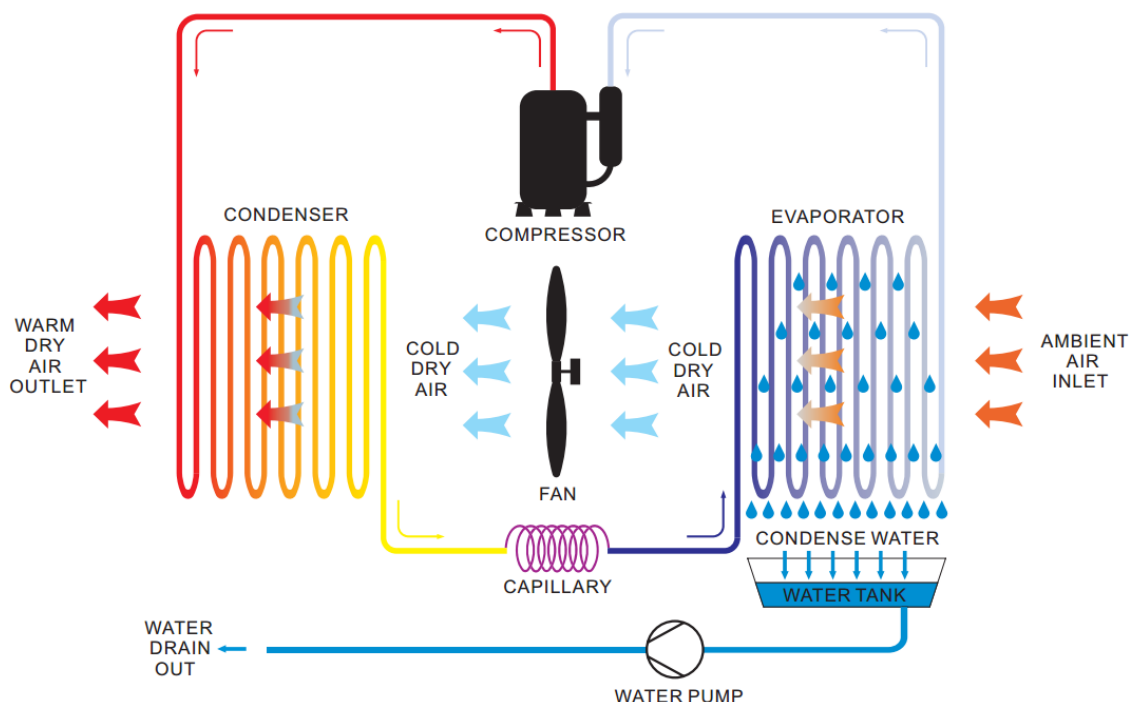 COMPRESSOR
CONDENSER
EVAPORATOR
WARM
DRY
AIR
OUTLET
COLD
DRY
AIR
COLD
DRY
AIR
AMBIENT
AIR
INLET
FAN
CAPILLARY
CONDENSE WATER
WATER TANK
WATER
DRAIN
OUT
WATER PUMP